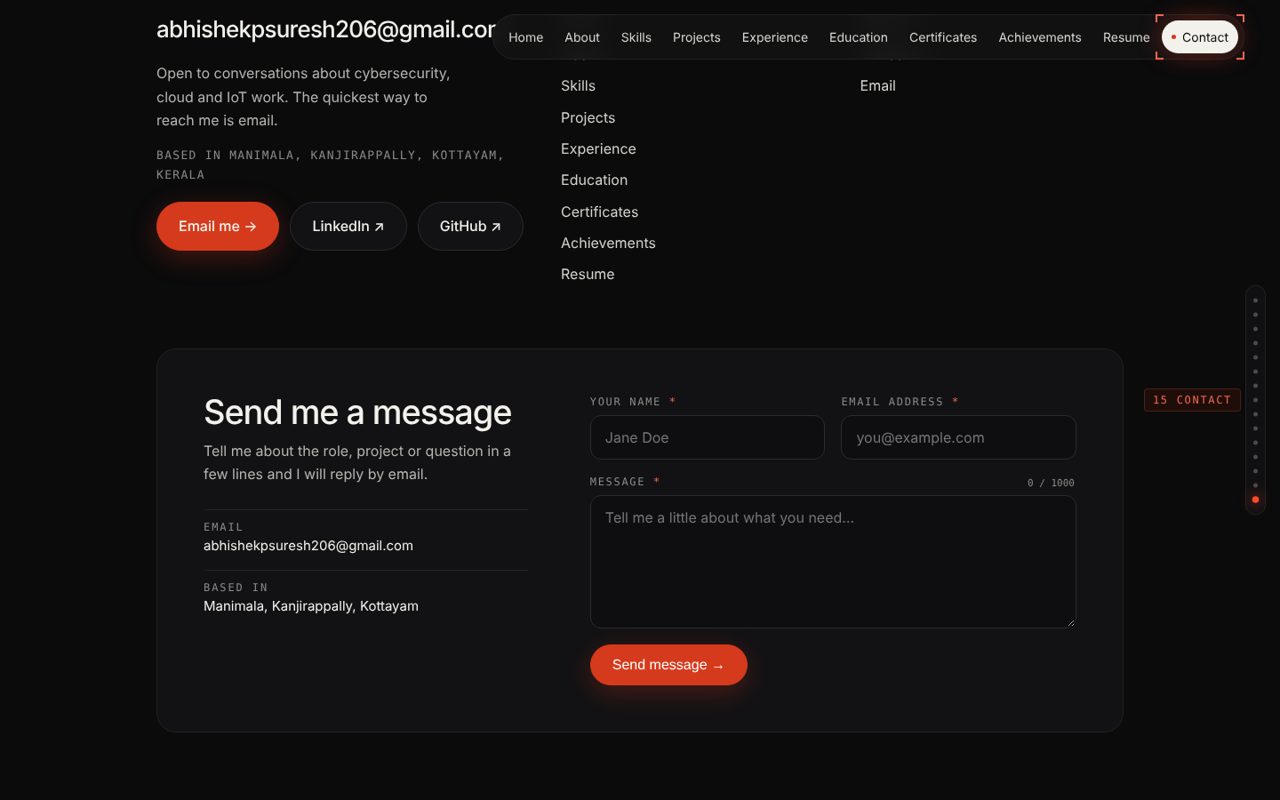 Home About Skills Projects Experience Education Certificates Achievements Resume Contact
Open to conversations about cybersecurity,
cloud and IoT work. The quickest way to
reach me is email.
BASED IN MANIMALA, KANJIRAPPALLY, KOTTAYAM,
KERALA
Email me → LinkedIn ↗ GitHub ↗
Skills
Projects
Experience
Education
Certificates
Achievements
Resume
Email
15 CONTACT
Send me a message
Tell me about the role, project or question in a
few lines and I will reply by email.
EMAIL
abhishekpsuresh206@gmail.com
BASED IN
Manimala, Kanjirappally, Kottayam
YOUR NAME *
Jane Doe
EMAIL ADDRESS *
you@example.com
MESSAGE *
0 / 1000
Tell me a little about what you need...
Send message →